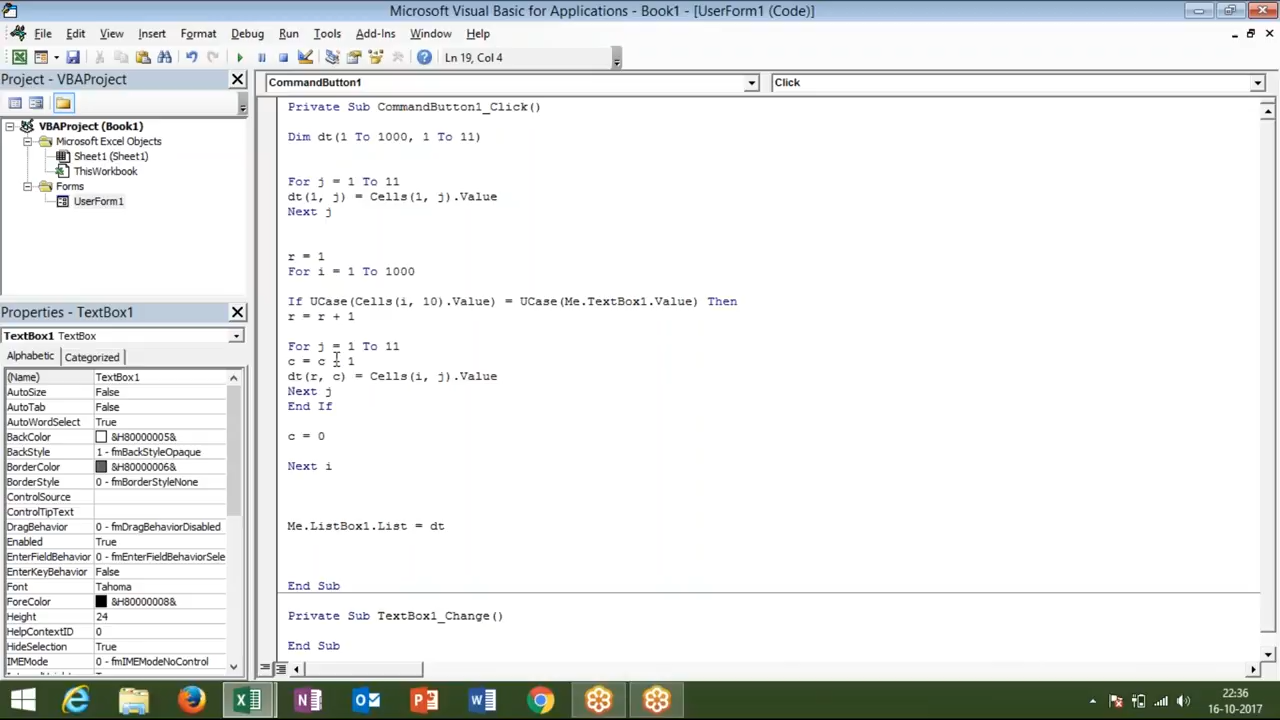 Microsoft Visual Basic for Applications - Book1 - [UserForm1 (Code)]
File Edit View Insert Format Debug Run Tools Add-Ins Window Help
Ln 19, Col 4
Project - VBAProject
VBAProject (Book1)
Microsoft Excel Objects
Sheet1 (Sheet1)
ThisWorkbook
Forms
UserForm1
Properties - TextBox1
TextBox1 TextBox
Alphabetic Categorized
(Name) TextBox1
AutoSize False
AutoTab False
AutoWordSelect True
BackColor &H80000005&
BackStyle 1 - fmBackStyleOpaque
BorderColor &H80000006&
BorderStyle 0 - fmBorderStyleNone
ControlSource
ControlTipText
DragBehavior 0 - fmDragBehaviorDisabled
Enabled True
EnterFieldBehavior 0 - fmEnterFieldBehaviorSele
EnterKeyBehavior False
Font Tahoma
ForeColor &H80000008&
Height 24
HelpContextID 0
HideSelection True
IMEMode 0 - fmIMEModeNoControl
CommandButton1 Click
Private Sub CommandButton1_Click()
Dim dt(1 To 1000, 1 To 11)
For j = 1 To 11
dt(1, j) = Cells(1, j).Value
Next j
r = 1
For i = 1 To 1000
If UCase(Cells(i, 10).Value) = UCase(Me.TextBox1.Value) Then
r = r + 1
For j = 1 To 11
c = c 1
dt(r, c) = Cells(i, j).Value
Next j
End If
c = 0
Next i
Me.ListBox1.List = dt
End Sub
Private Sub TextBox1_Change()
End Sub
22:36
16-10-2017